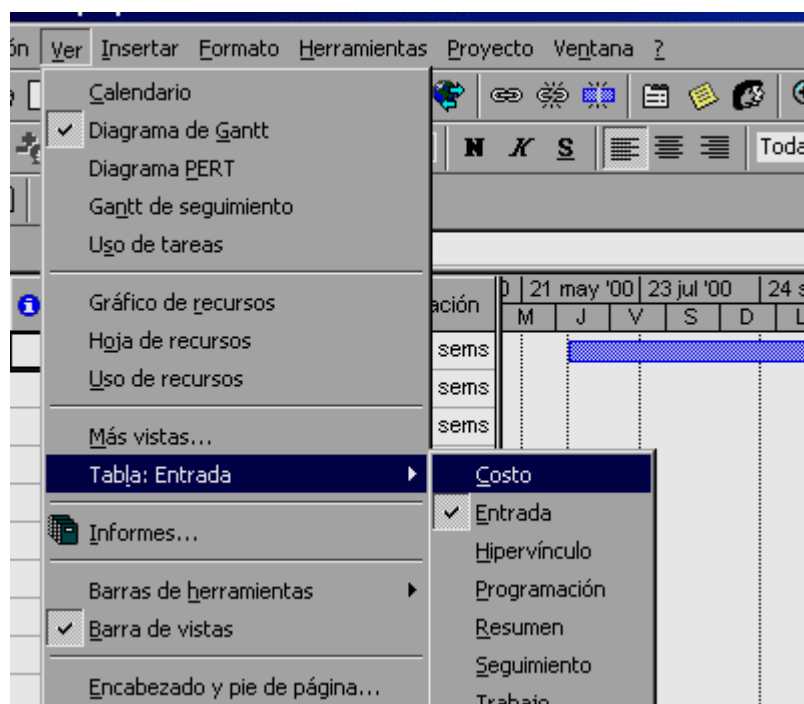 Ver Insertar Formato Herramientas Proyecto Ventana ?
N K S
Calendario
Diagrama de Gantt
Diagrama PERT
Gantt de seguimiento
Uso de tareas
Gráfico de recursos
Hoja de recursos
Uso de recursos
Más vistas...
Tabla: Entrada
Informes...
Barras de herramientas
Barra de vistas
Encabezado y pie de página...
21 may '00 23 jul '00 24 s
M J V S D L
sems
sems
sems
Costo
Entrada
Hipervínculo
Programación
Resumen
Seguimiento
Trabajo